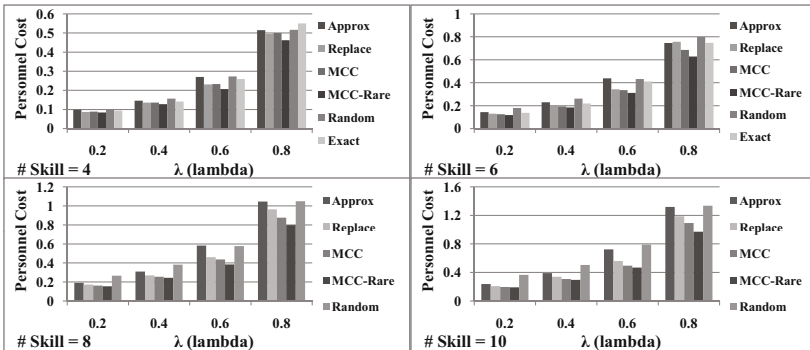 Personnel Cost
0.6
0.5
0.4
0.3
0.2
0.1
0
0.2 0.4 0.6 0.8
# Skill = 4 λ (lambda)
Approx
Replace
MCC
MCC-Rare
Random
Exact
Personnel Cost
1
0.8
0.6
0.4
0.2
0
0.2 0.4 0.6 0.8
# Skill = 6 λ (lambda)
Approx
Replace
MCC
MCC-Rare
Random
Exact
Personnel Cost
1.2
1
0.8
0.6
0.4
0.2
0
0.2 0.4 0.6 0.8
# Skill = 8 λ (lambda)
Approx
Replace
MCC
MCC-Rare
Random
Personnel Cost
1.6
1.2
0.8
0.4
0
0.2 0.4 0.6 0.8
# Skill = 10 λ (lambda)
Approx
Replace
MCC
MCC-Rare
Random